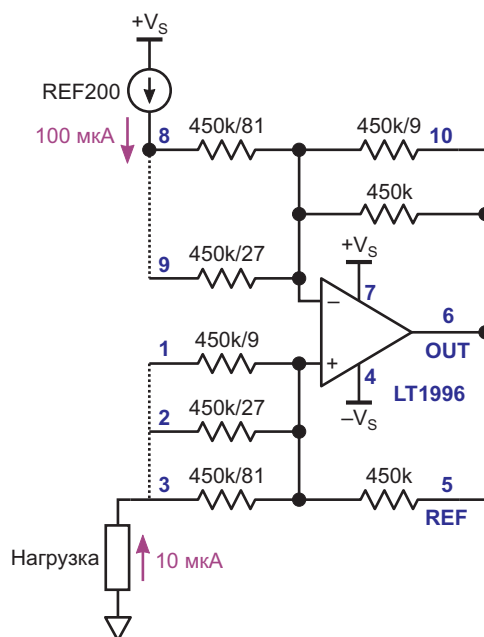 +VS
REF200
100 мкА
8
450k/81
450k/9
10
450k
9
450k/27
+VS
7
–
6
OUT
1
450k/9
+
4
LT1996
2
450k/27
–VS
3
450k/81
450k
5
REF
Нагрузка
10 мкА